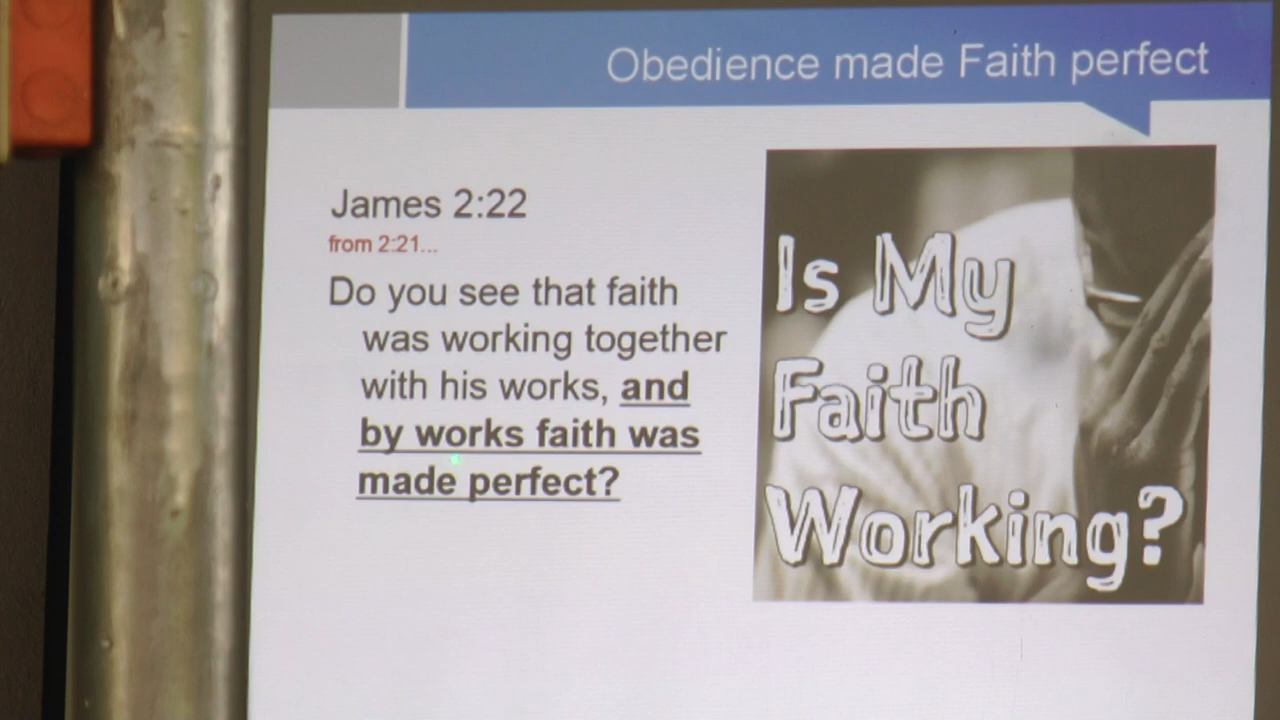 Obedience made Faith perfect
James 2:22
from 2:21...
Do you see that faith
was working together
with his works, and
by works faith was
made perfect?
Is My
Faith
Working?